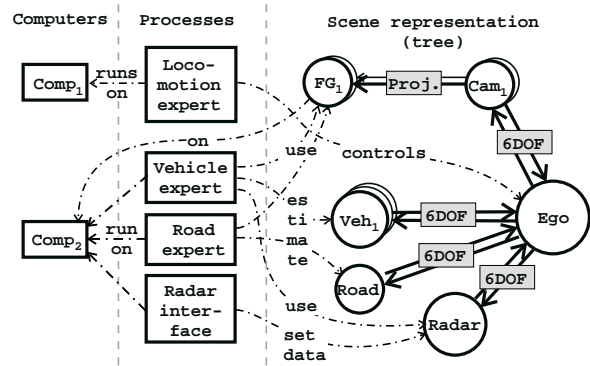 Computers
Processes
Scene representation
(tree)
Comp1
runs
on
Loco-
motion
expert
FG1
Proj.
Cam1
on
use
controls
6DOF
Vehicle
expert
es
ti
ma
te
Veh1
6DOF
Ego
Comp2
run
on
Road
expert
6DOF
Road
6DOF
Radar
inter-
face
use
set
data
Radar